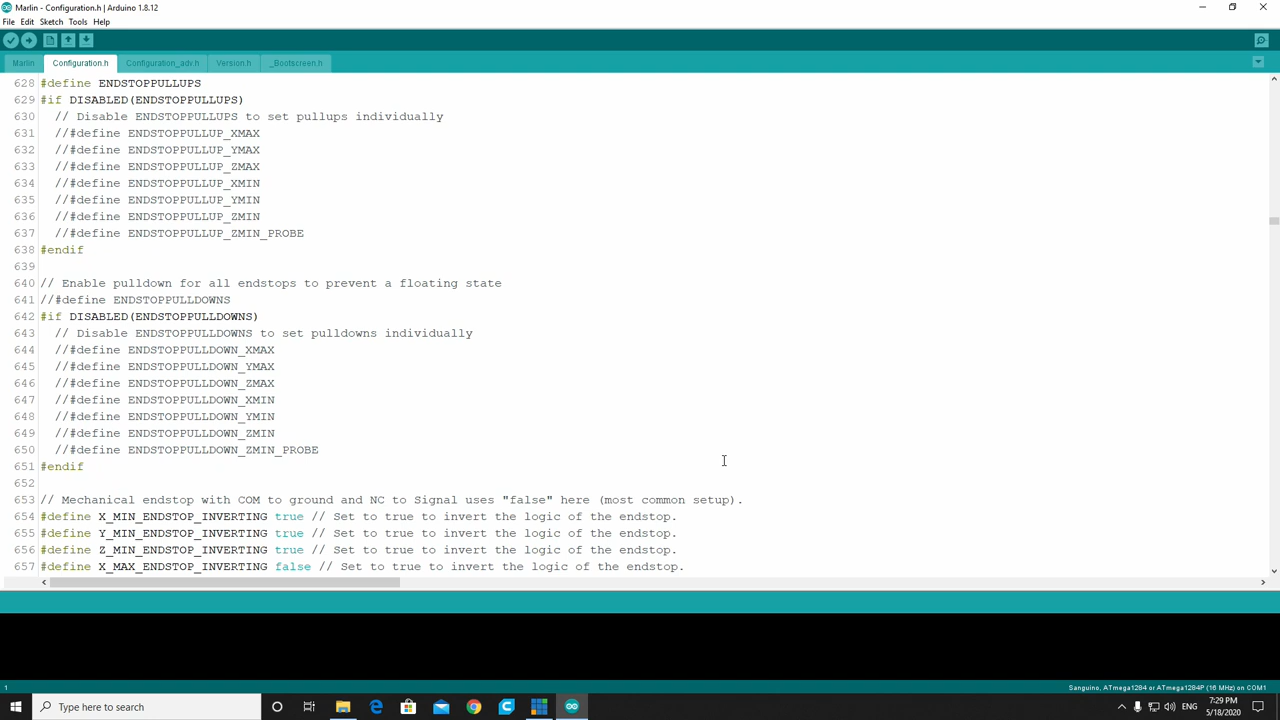 Marlin - Configuration.h | Arduino 1.8.12
File Edit Sketch Tools Help
Marlin Configuration.h Configuration_adv.h Version.h _Bootscreen.h
628 #define ENDSTOPPULLUPS
629 #if DISABLED(ENDSTOPPULLUPS)
630 // Disable ENDSTOPPULLUPS to set pullups individually
631 //#define ENDSTOPPULLUP_XMAX
632 //#define ENDSTOPPULLUP_YMAX
633 //#define ENDSTOPPULLUP_ZMAX
634 //#define ENDSTOPPULLUP_XMIN
635 //#define ENDSTOPPULLUP_YMIN
636 //#define ENDSTOPPULLUP_ZMIN
637 //#define ENDSTOPPULLUP_ZMIN_PROBE
638 #endif
639
640 // Enable pulldown for all endstops to prevent a floating state
641 //#define ENDSTOPPULLDOWNS
642 #if DISABLED(ENDSTOPPULLDOWNS)
643 // Disable ENDSTOPPULLDOWNS to set pulldowns individually
644 //#define ENDSTOPPULLDOWN_XMAX
645 //#define ENDSTOPPULLDOWN_YMAX
646 //#define ENDSTOPPULLDOWN_ZMAX
647 //#define ENDSTOPPULLDOWN_XMIN
648 //#define ENDSTOPPULLDOWN_YMIN
649 //#define ENDSTOPPULLDOWN_ZMIN
650 //#define ENDSTOPPULLDOWN_ZMIN_PROBE
651 #endif
652
653 // Mechanical endstop with COM to ground and NC to Signal uses "false" here (most common setup).
654 #define X_MIN_ENDSTOP_INVERTING true // Set to true to invert the logic of the endstop.
655 #define Y_MIN_ENDSTOP_INVERTING true // Set to true to invert the logic of the endstop.
656 #define Z_MIN_ENDSTOP_INVERTING true // Set to true to invert the logic of the endstop.
657 #define X_MAX_ENDSTOP_INVERTING false // Set to true to invert the logic of the endstop.
1 Sanguino, ATmega1284 or ATmega1284P (16 MHz) on COM1
Type here to search
ENG
7:29 PM
5/18/2020